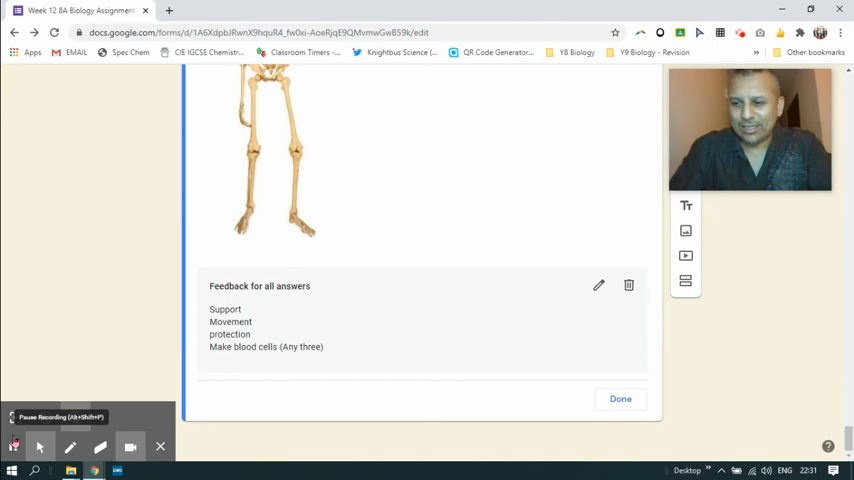 Week 12 8A Biology Assignment
docs.google.com/forms/d/1A6XdpbJRwnX9hquR4_fw0xi-AoeRjqE9QMvmwGwB59k/edit
Apps
EMAIL
Spec Chem
CIE IGCSE Chemistr...
Classroom Timers -...
Knightbus Science (...
QR Code Generator...
Y8 Biology
Y9 Biology - Revision
Other bookmarks
Tт
Feedback for all answers
Support
Movement
protection
Make blood cells (Any three)
Done
Pause Recording (Alt+Shift+P)
Desktop
ENG
22:31